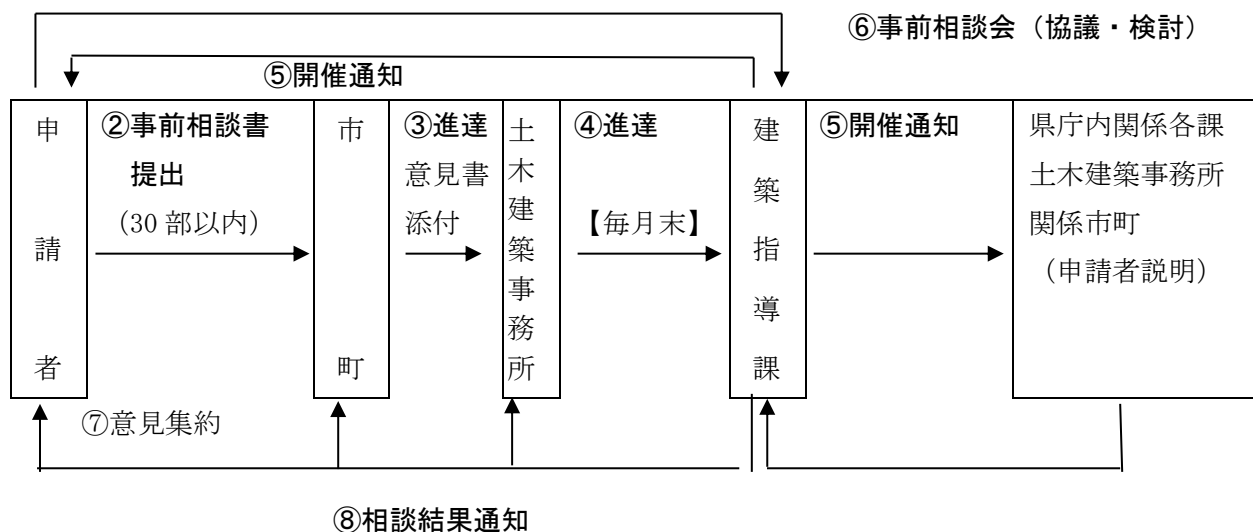 ⑥事前相談会（協議・検討）
⑤開催通知
申請者
②事前相談書
提出
（30 部以内）
市町
③進達
意見書
添付
土木建築事務所
④進達
【毎月末】
建築指導課
⑤開催通知
県庁内関係各課
土木建築事務所
関係市町
（申請者説明）
⑦意見集約
⑧相談結果通知